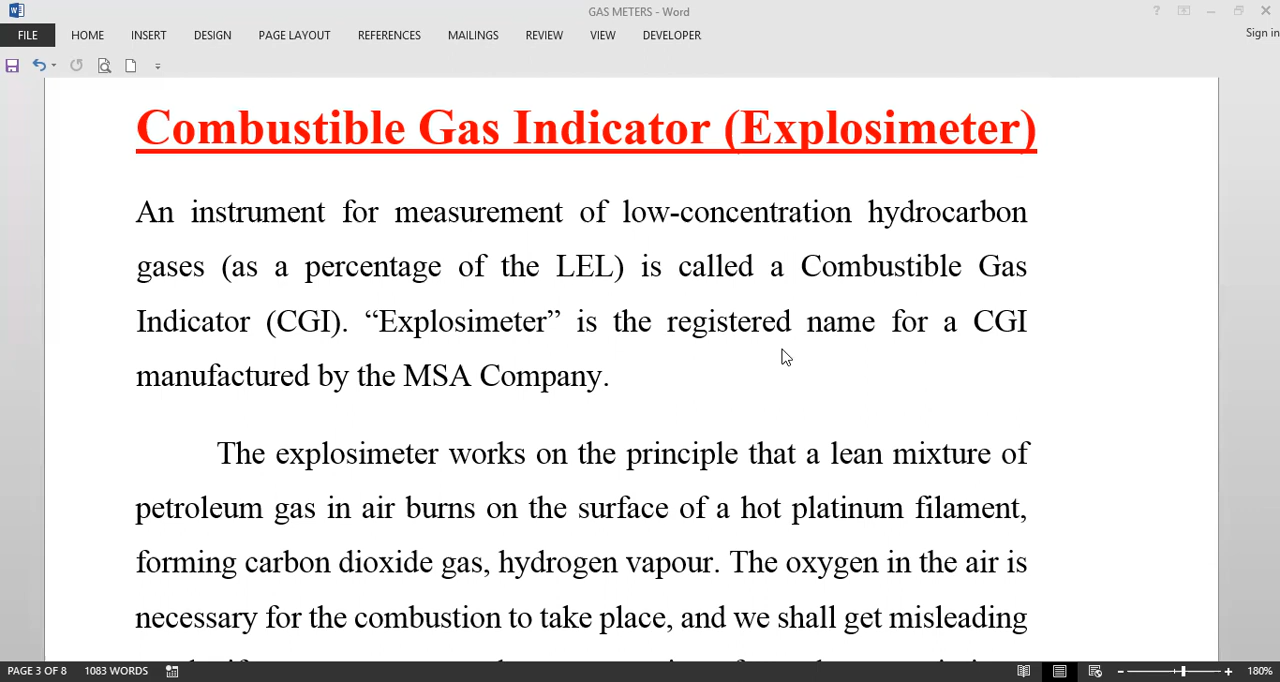 GAS METERS - Word
?
FILE HOME INSERT DESIGN PAGE LAYOUT REFERENCES MAILINGS REVIEW VIEW DEVELOPER Sign in
Combustible Gas Indicator (Explosimeter)
An instrument for measurement of low-concentration hydrocarbon
gases (as a percentage of the LEL) is called a Combustible Gas
Indicator (CGI). “Explosimeter” is the registered name for a CGI
manufactured by the MSA Company.
The explosimeter works on the principle that a lean mixture of
petroleum gas in air burns on the surface of a hot platinum filament,
forming carbon dioxide gas, hydrogen vapour. The oxygen in the air is
necessary for the combustion to take place, and we shall get misleading
PAGE 3 OF 8 1083 WORDS 180%